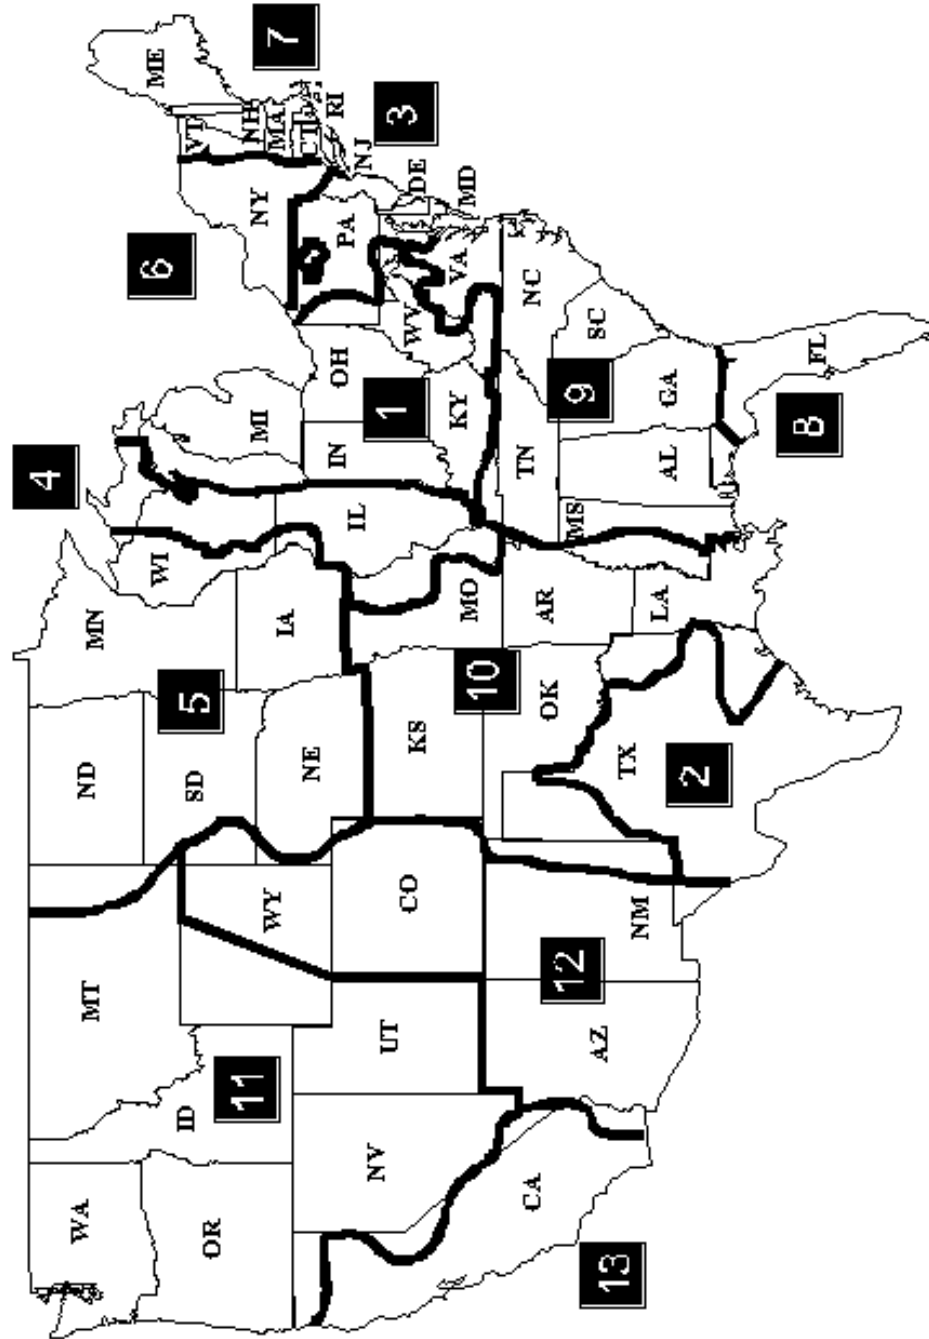 WA
MT
ND
MN
4
ME
OR
ID
11
SD
5
WI
MI
6
NY
VT
NH
MA
CT
RI
7
WY
NE
IA
IL
IN
OH
1
PA
NJ
3
NV
UT
CO
KS
MO
KY
WV
VA
MD
DE
13
CA
AZ
12
NM
OK
10
AR
TN
NC
9
SC
TX
2
LA
MS
AL
GA
8
FL